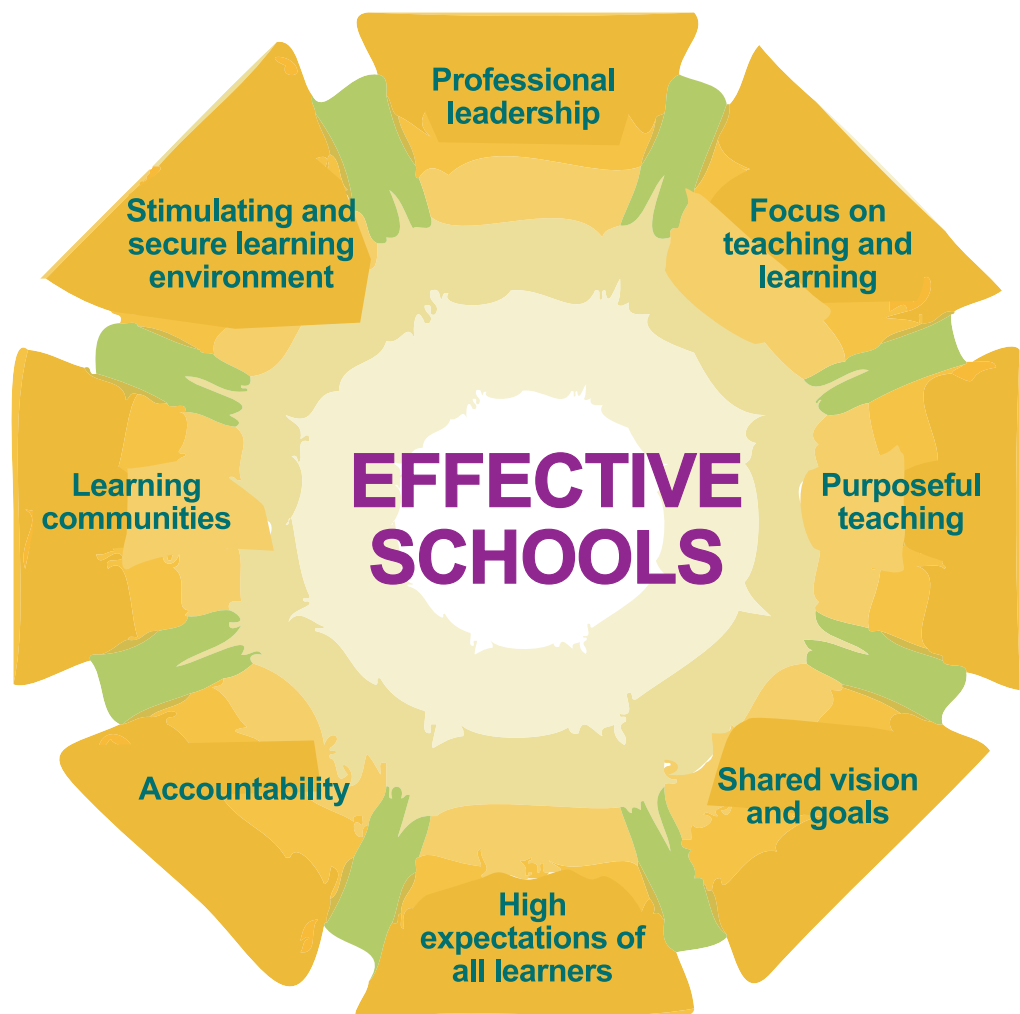 Professional
leadership
Focus on
teaching and
learning
Purposeful
teaching
Shared vision
and goals
High
expectations of
all learners
Accountability
Learning
communities
Stimulating and
secure learning
environment
EFFECTIVE
SCHOOLS